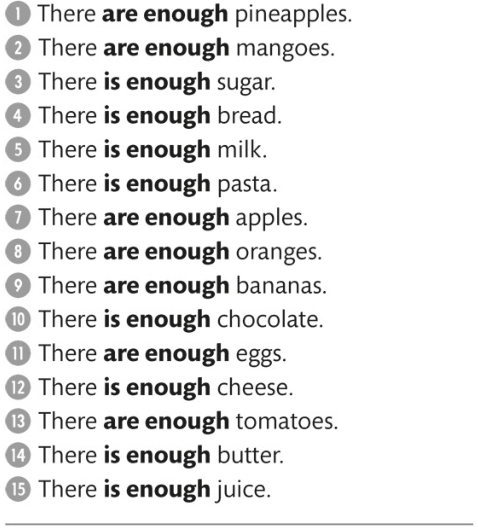 1 There are enough pineapples.
2 There are enough mangoes.
3 There is enough sugar.
4 There is enough bread.
5 There is enough milk.
6 There is enough pasta.
7 There are enough apples.
8 There are enough oranges.
9 There are enough bananas.
10 There is enough chocolate.
11 There are enough eggs.
12 There is enough cheese.
13 There are enough tomatoes.
14 There is enough butter.
15 There is enough juice.